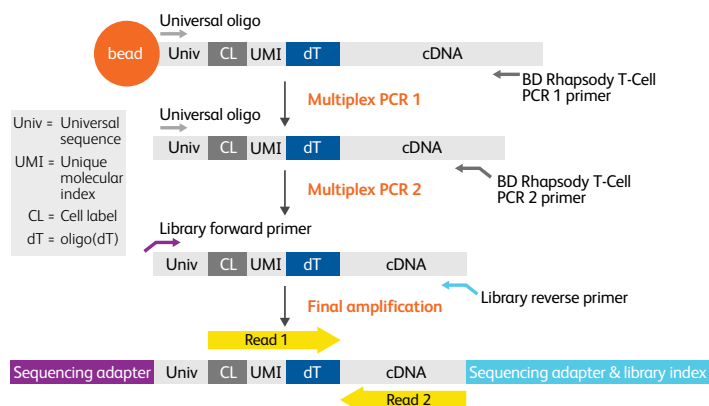 Universal oligo
bead
Univ CL UMI dT cDNA
BD Rhapsody T-Cell
PCR 1 primer
Multiplex PCR 1
Universal oligo
Univ = Universal
sequence
UMI = Unique
molecular
index
CL = Cell label
dT = oligo(dT)
Univ CL UMI dT cDNA
BD Rhapsody T-Cell
PCR 2 primer
Multiplex PCR 2
Library forward primer
Univ CL UMI dT cDNA
Library reverse primer
Final amplification
Read 1
Sequencing adapter Univ CL UMI dT cDNA Sequencing adapter & library index
Read 2